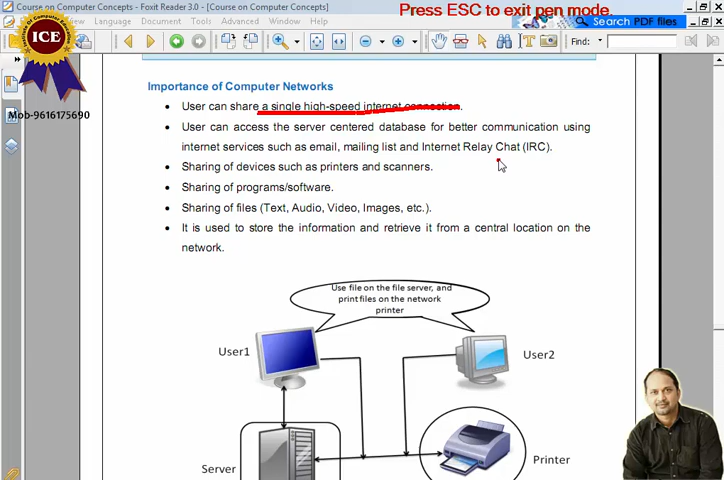 Press ESC to exit pen mode.
Course on Computer Concepts - Foxit Reader 3.0 - [Course on Computer Concepts]
View Language Document Tools Advanced Window Help
Search PDF files
Find:
ICE
Mob-9616175690
Importance of Computer Networks
• User can share a single high-speed internet connection.
• User can access the server centered database for better communication using
internet services such as email, mailing list and Internet Relay Chat (IRC).
• Sharing of devices such as printers and scanners.
• Sharing of programs/software.
• Sharing of files (Text, Audio, Video, Images, etc.).
• It is used to store the information and retrieve it from a central location on the
network.
Use file on the file server, and
print files on the network
printer
User1
User2
Server
Printer